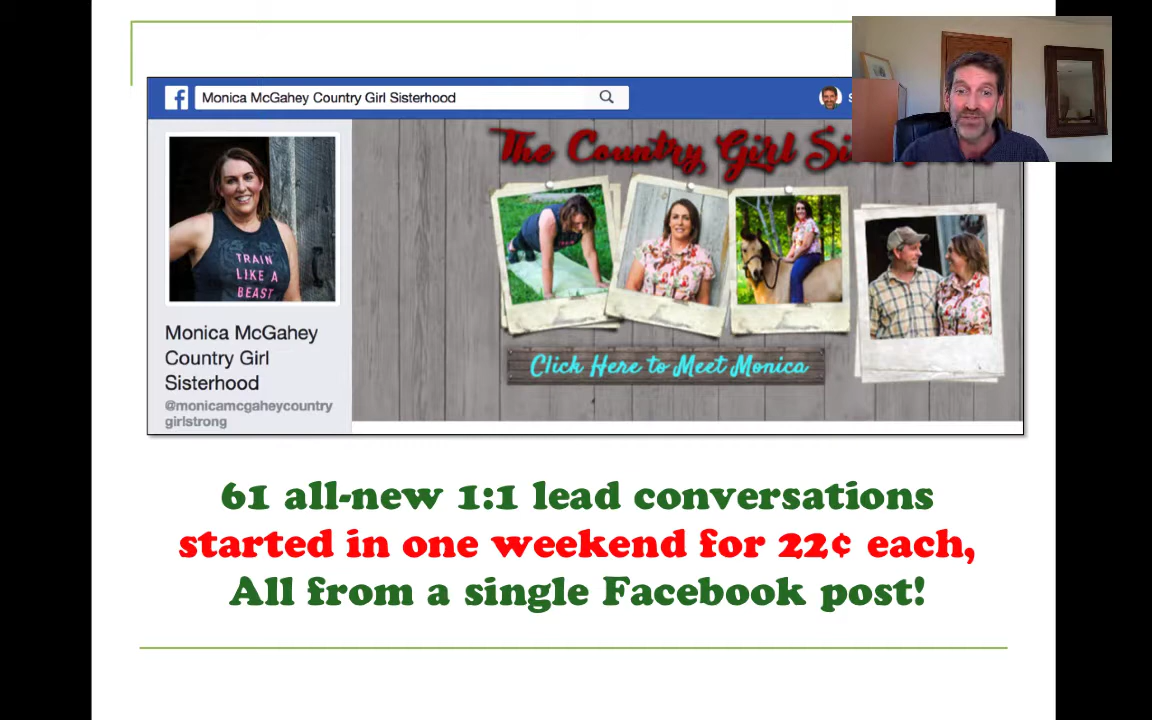 Monica McGahey Country Girl Sisterhood
The Country Girl
TRAIN
LIKE A
BEAST
Click Here to Meet Monica
Monica McGahey
Country Girl
Sisterhood
@monicamcgaheycountry
girlstrong
61 all-new 1:1 lead conversations
started in one weekend for 22¢ each,
All from a single Facebook post!